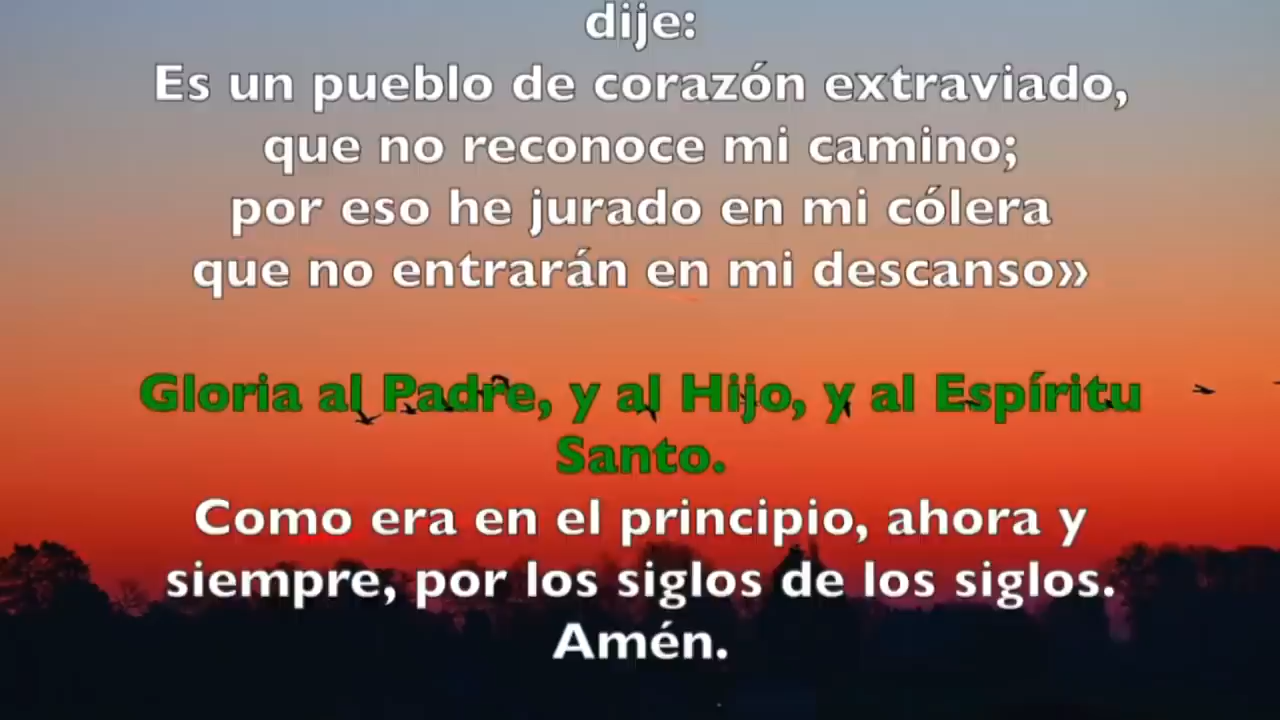 dije:
Es un pueblo de corazón extraviado,
que no reconoce mi camino;
por eso he jurado en mi cólera
que no entrarán en mi descanso»
Gloria al Padre, y al Hijo, y al Espíritu
Santo.
Como era en el principio, ahora y
siempre, por los siglos de los siglos.
Amén.